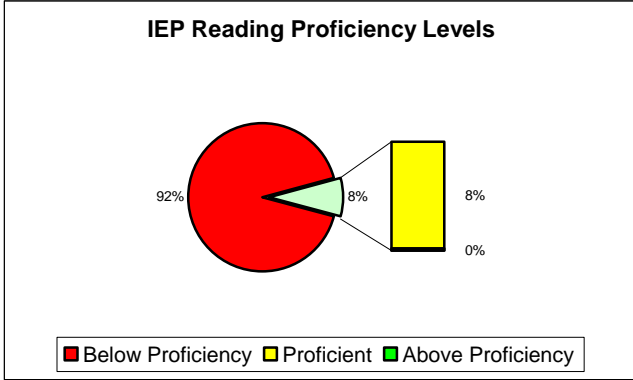 IEP Reading Proficiency Levels
92%
8%
8%
0%
Below Proficiency Proficient Above Proficiency